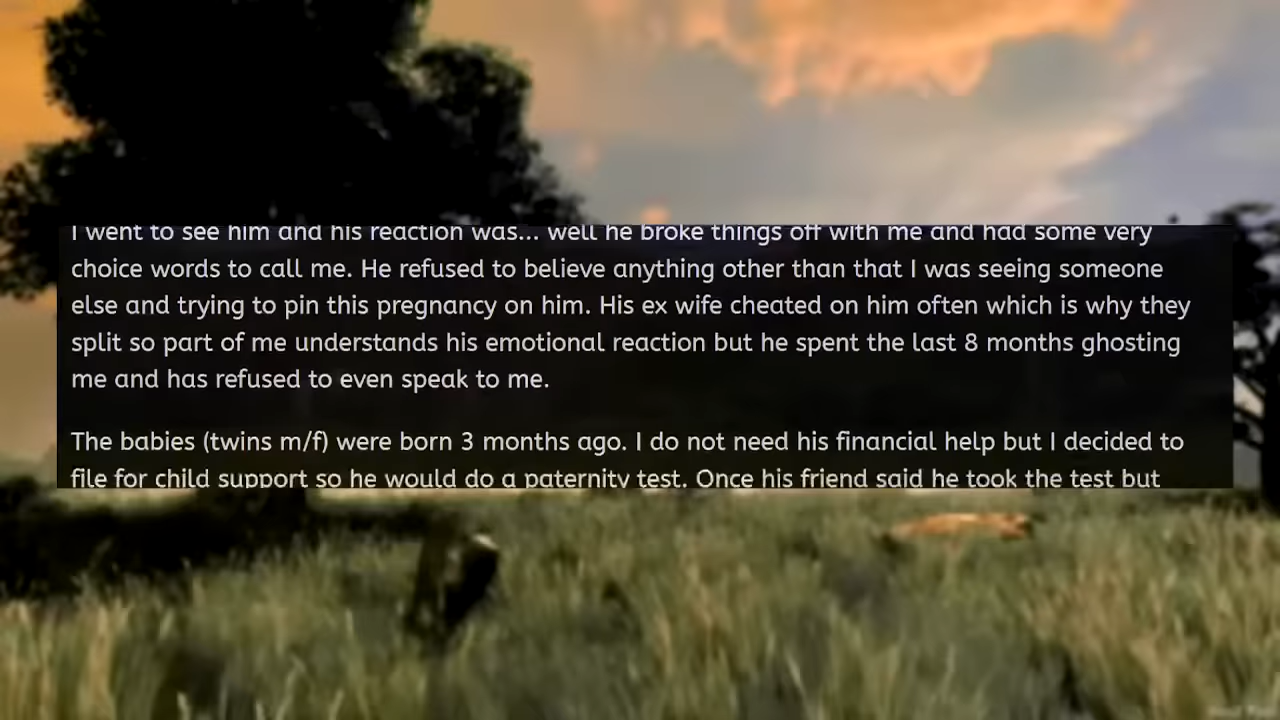 I went to see him and his reaction was... well he broke things off with me and had some very
choice words to call me. He refused to believe anything other than that I was seeing someone
else and trying to pin this pregnancy on him. His ex wife cheated on him often which is why they
split so part of me understands his emotional reaction but he spent the last 8 months ghosting
me and has refused to even speak to me.
The babies (twins m/f) were born 3 months ago. I do not need his financial help but I decided to
file for child support so he would do a paternity test. Once his friend said he took the test but